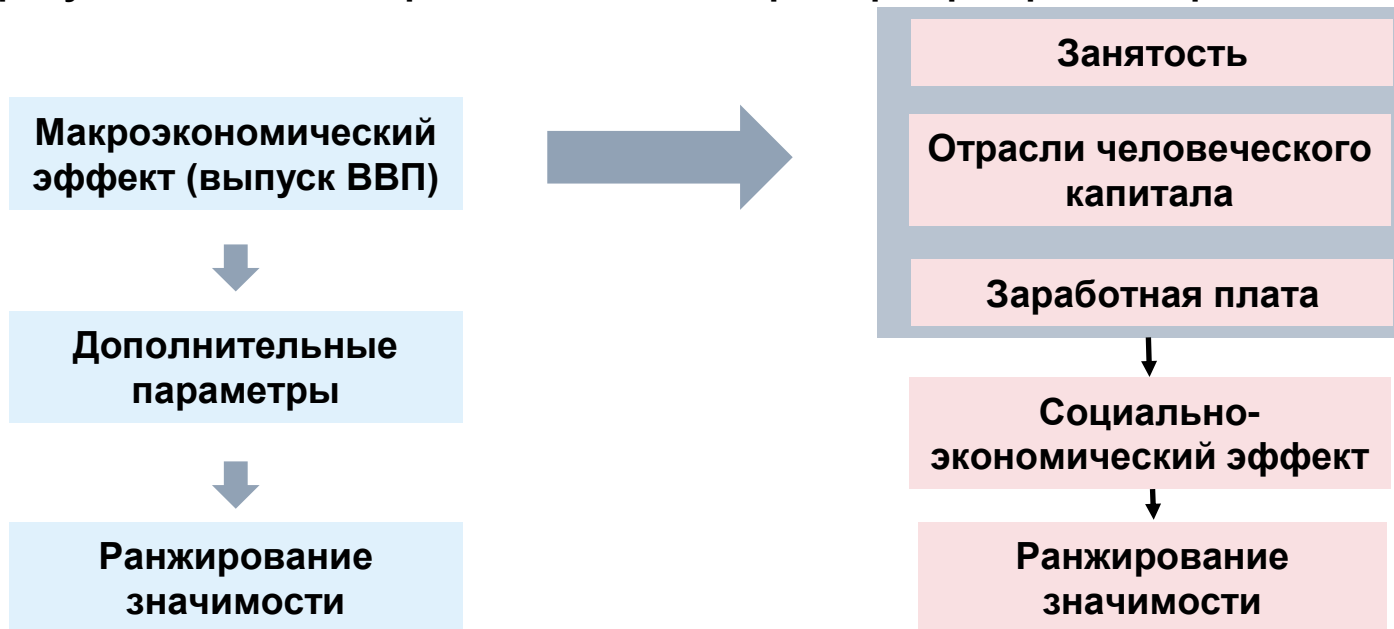 Макроэкономический
эффект (выпуск ВВП)
Дополнительные
параметры
Ранжирование
значимости
Занятость
Отрасли человеческого
капитала
Заработная плата
Социально-
экономический эффект
Ранжирование
значимости